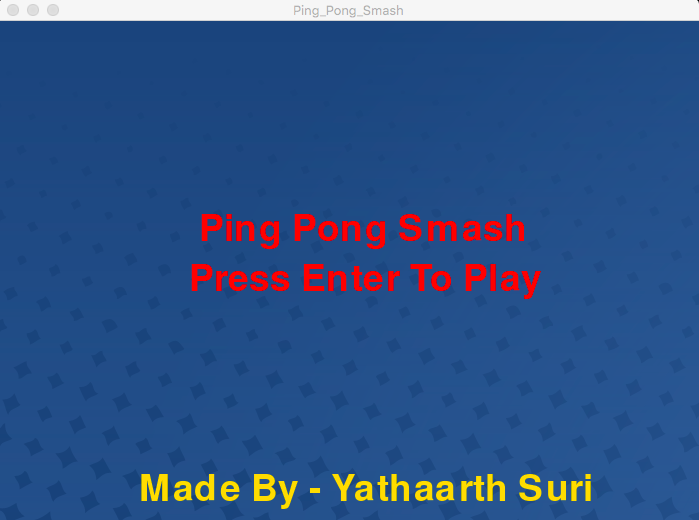 Ping_Pong_Smash
Ping Pong Smash
Press Enter To Play
Made By - Yathaarth Suri